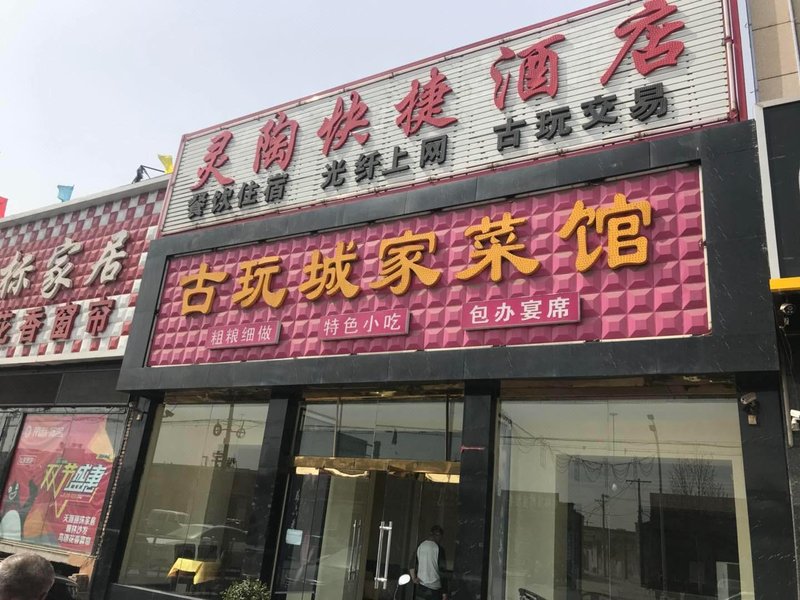 灵陶快捷酒店
餐饮住宿 光纤上网 古玩交易
古玩城家菜馆
粗粮细做 特色小吃 包办宴席
标家居
花香窗帘
双节盛惠